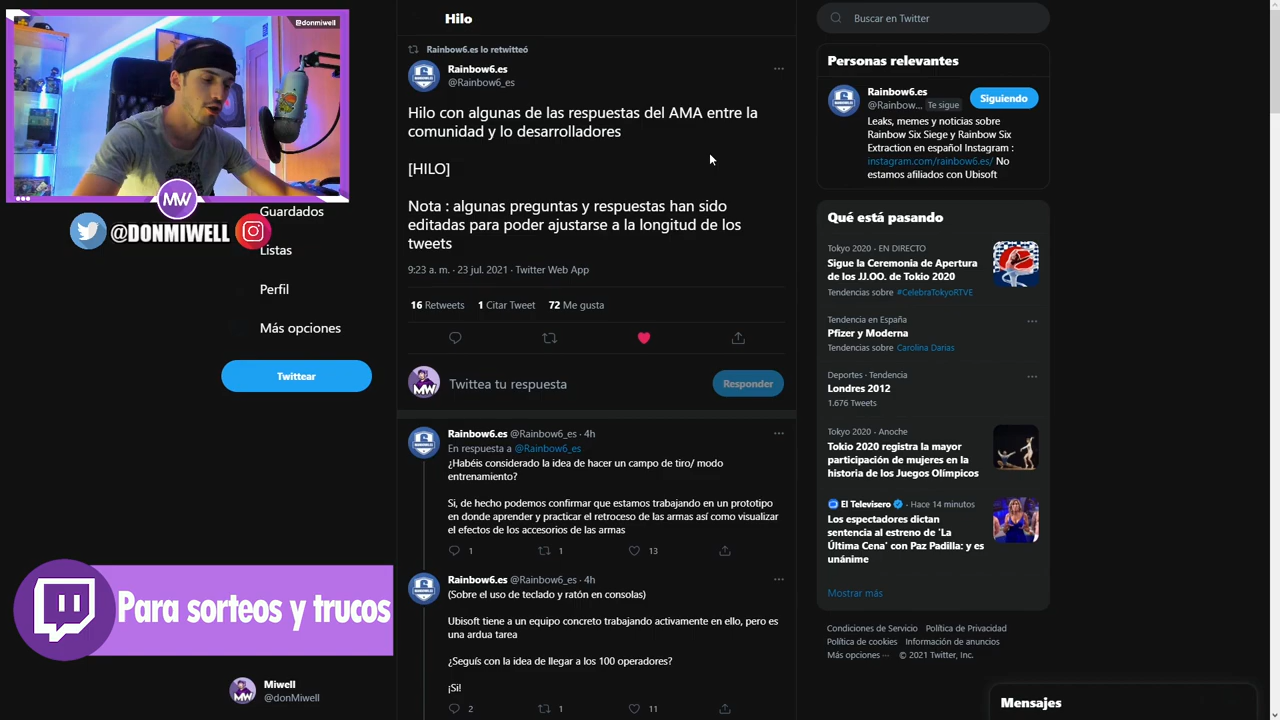 @donmiwell
MW
@DONMIWELL
Guardados
Listas
Perfil
Más opciones
Twittear
Para sorteos y trucos
MW
Miwell
@donMiwell
Hilo
Rainbow6.es lo retwitteó
Rainbow6.es
@Rainbow6_es
Hilo con algunas de las respuestas del AMA entre la
comunidad y lo desarrolladores
[HILO]
Nota : algunas preguntas y respuestas han sido
editadas para poder ajustarse a la longitud de los
tweets
9:23 a. m. · 23 jul. 2021 · Twitter Web App
16 Retweets 1 Citar Tweet 72 Me gusta
MW
Twittea tu respuesta
Responder
Rainbow6.es @Rainbow6_es · 4h
En respuesta a @Rainbow6_es
¿Habéis considerado la idea de hacer un campo de tiro/ modo
entrenamiento?
Si, de hecho podemos confirmar que estamos trabajando en un prototipo
en donde aprender y practicar el retroceso de las armas así como visualizar
el efectos de los accesorios de las armas
1 1 13
Rainbow6.es @Rainbow6_es · 4h
(Sobre el uso de teclado y ratón en consolas)
Ubisoft tiene a un equipo concreto trabajando activamente en ello, pero es
una ardua tarea
¿Seguís con la idea de llegar a los 100 operadores?
¡Si!
2 1 11
Buscar en Twitter
Personas relevantes
Rainbow6.es
@Rainbow... Te sigue
Siguiendo
Leaks, memes y noticias sobre
Rainbow Six Siege y Rainbow Six
Extraction en español Instagram :
instagram.com/rainbow6.es/ No
estamos afiliados con Ubisoft
Qué está pasando
Tokyo 2020 · EN DIRECTO
Sigue la Ceremonia de Apertura
de los JJ.OO. de Tokio 2020
Tendencias sobre #CelebraTokyoRTVE
Tendencia en España
Pfizer y Moderna
Tendencias sobre Carolina Darias
Deportes · Tendencia
Londres 2012
1.676 Tweets
Tokyo 2020 · Anoche
Tokio 2020 registra la mayor
participación de mujeres en la
historia de los Juegos Olímpicos
El Televisero · Hace 14 minutos
Los espectadores dictan
sentencia al estreno de 'La
Última Cena' con Paz Padilla: y es
unánime
Mostrar más
Condiciones de Servicio Política de Privacidad
Política de cookies Información de anuncios
Más opciones ··· © 2021 Twitter, Inc.
Mensajes